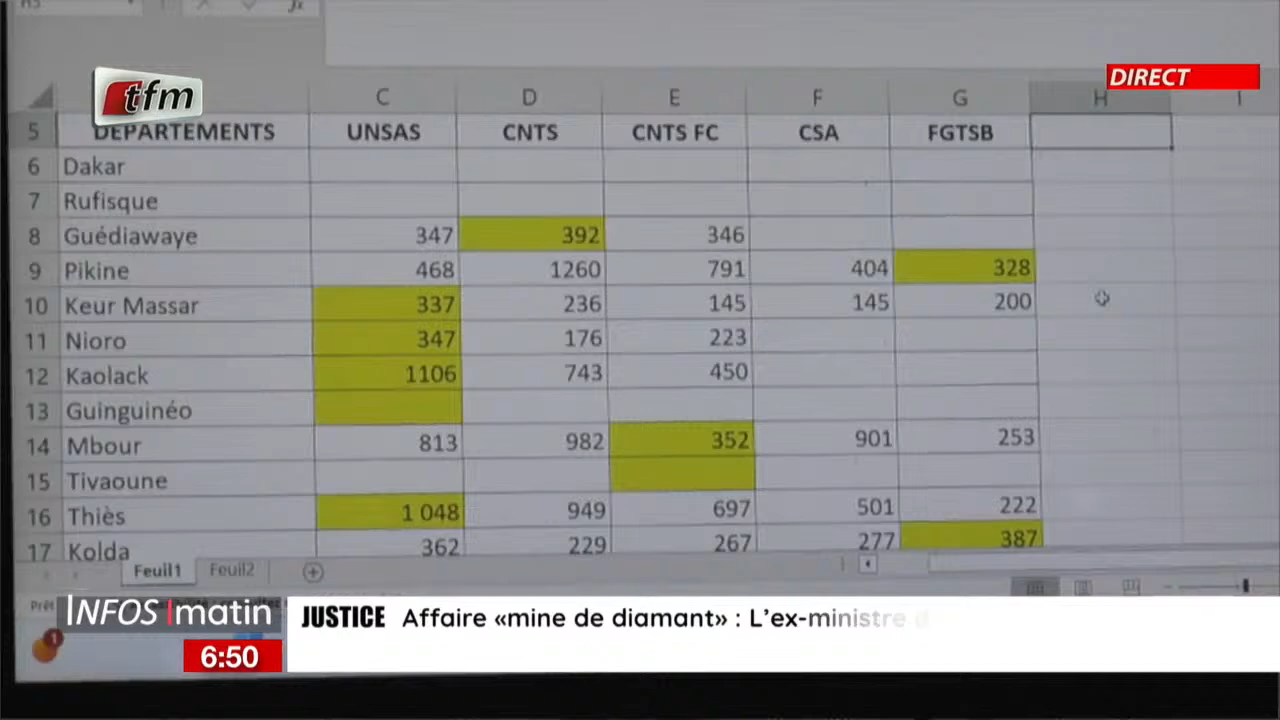 tfm
DIRECT
C D E F G H I
5 DÉPARTEMENTS UNSAS CNTS CNTS FC CSA FGTSB
6 Dakar
7 Rufisque
8 Guédiawaye 347 392 346
9 Pikine 468 1260 791 404 328
10 Keur Massar 337 236 145 145 200
11 Nioro 347 176 223
12 Kaolack 1106 743 450
13 Guinguinéo
14 Mbour 813 982 352 901 253
15 Tivaoune
16 Thiès 1 048 949 697 501 222
17 Kolda 362 229 267 277 387
Feuil1 Feuil2
Prêt
INFOS matin
JUSTICE Affaire «mine de diamant» : L'ex-ministre
6:50
1